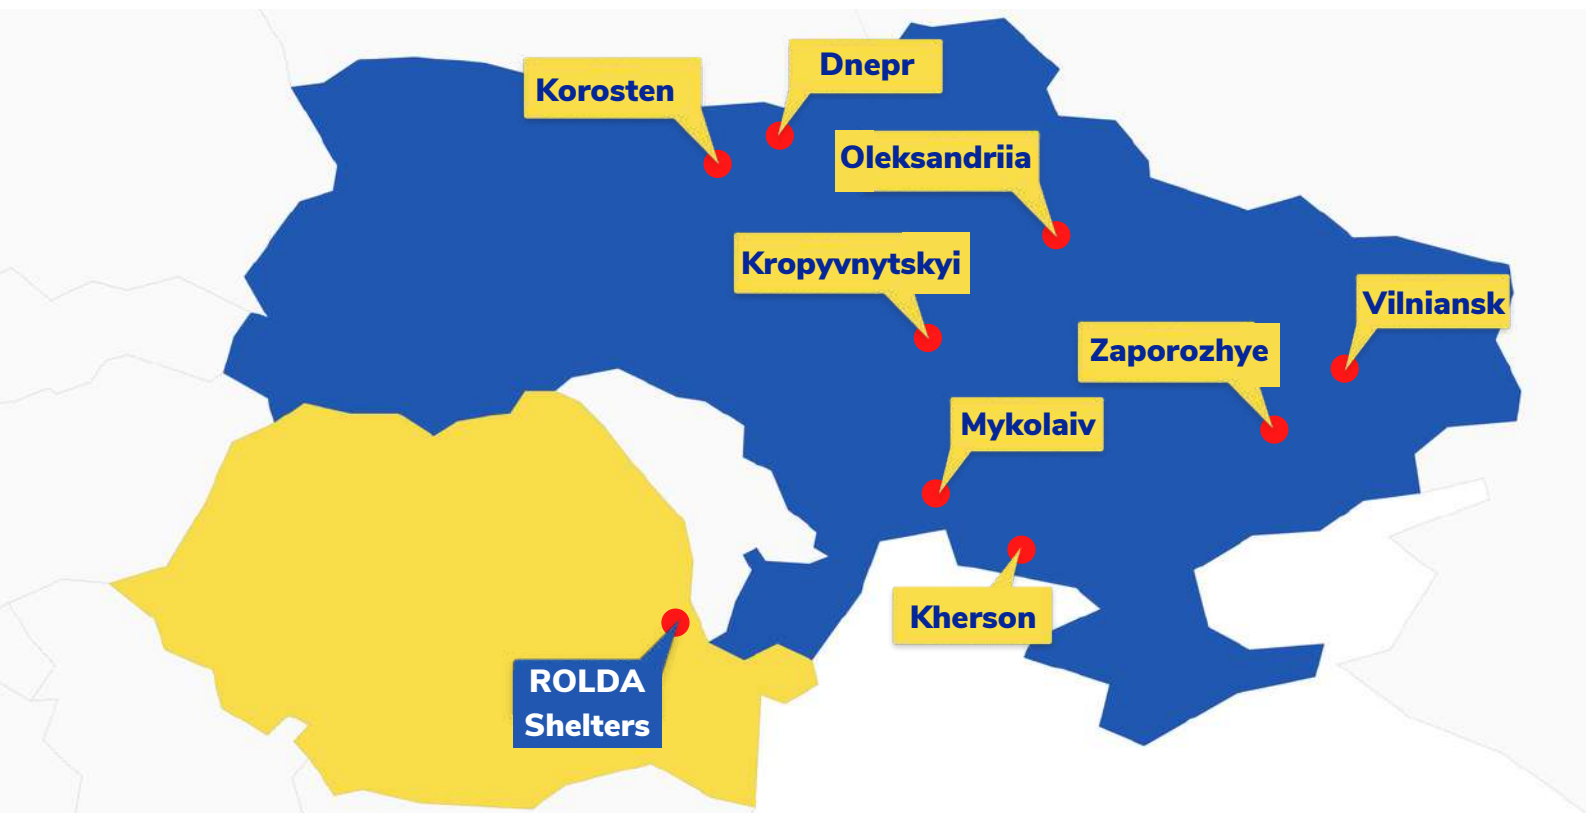 Dnepr
Korosten
Oleksandriia
Kropyvnytskyi
Vilniansk
Zaporozhye
Mykolaiv
Kherson
ROLDA
Shelters